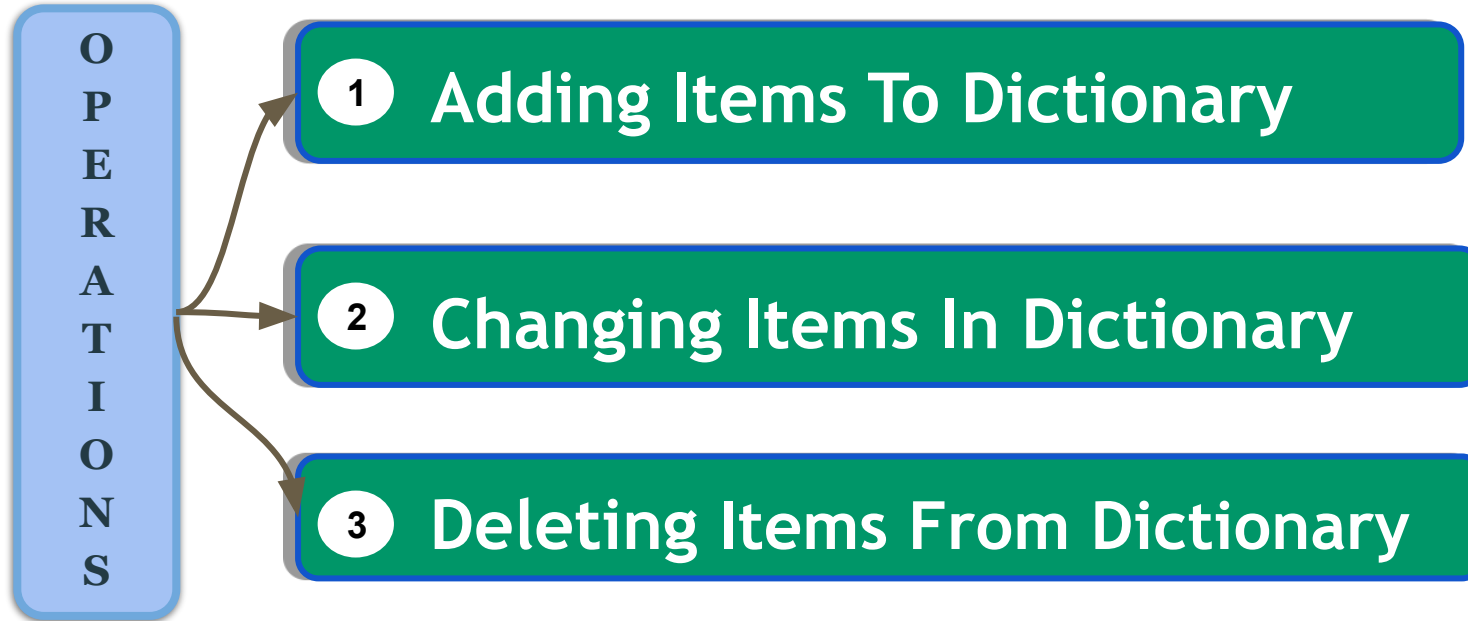 O
P
E
R
A
T
I
O
N
S
1 Adding Items To Dictionary
2 Changing Items In Dictionary
3 Deleting Items From Dictionary